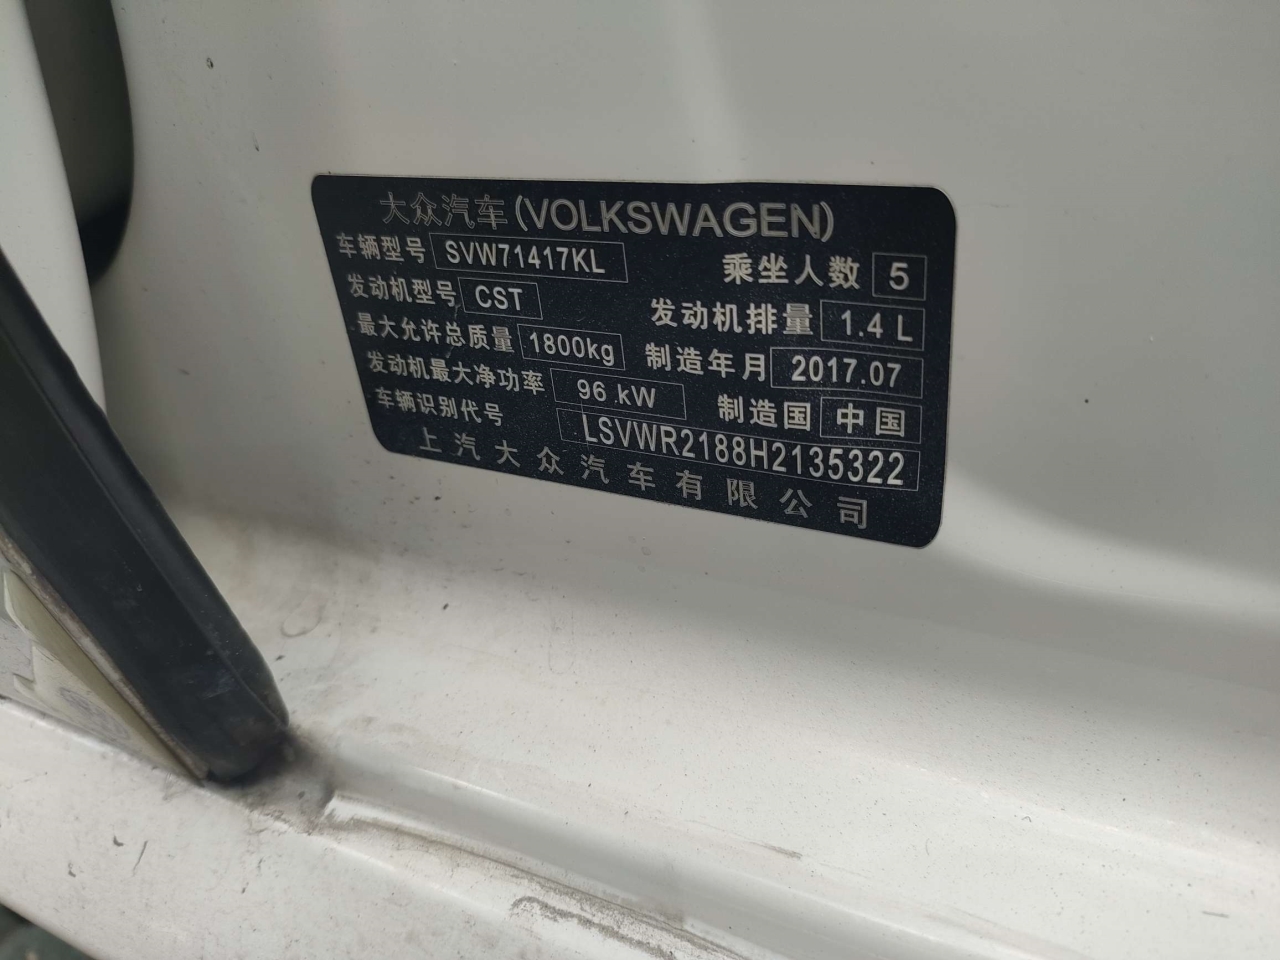 大众汽车(VOLKSWAGEN)
车辆型号 SVW71417KL 乘坐人数 5
发动机型号 CST 发动机排量 1.4 L
最大允许总质量 1800kg 制造年月 2017.07
发动机最大净功率 96 kW 制造国 中国
车辆识别代号 LSVWR2188H2135322
上汽大众汽车有限公司